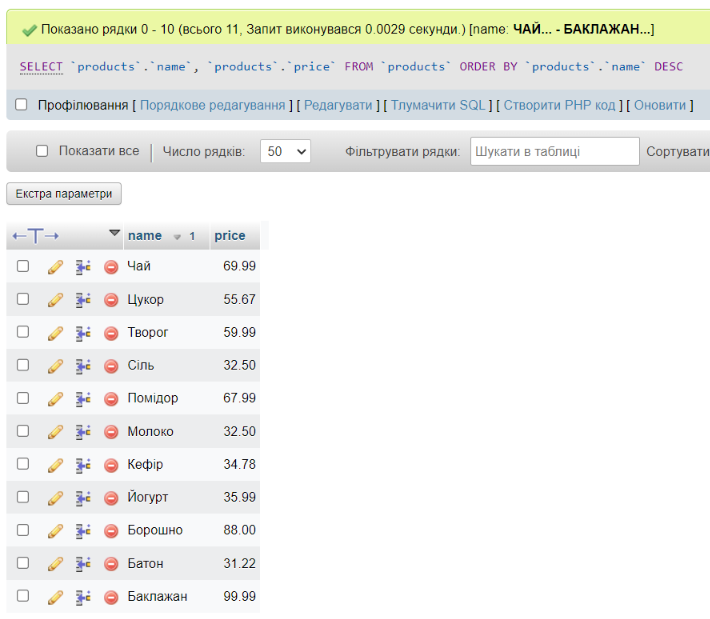 Показано рядки 0 - 10 (всього 11, Запит виконувався 0.0029 секунди.) [name: ЧАЙ... - БАКЛАЖАН...]
SELECT `products`.`name`, `products`.`price` FROM `products` ORDER BY `products`.`name` DESC
Профілювання [ Порядкове редагування ] [ Редагувати ] [ Тлумачити SQL ] [ Створити PHP код ] [ Оновити ]
Показати все | Число рядків: 50 Фільтрувати рядки: Шукати в таблиці Сортувати
Екстра параметри
←T→ name 1 price
Чай 69.99
Цукор 55.67
Творог 59.99
Сіль 32.50
Помідор 67.99
Молоко 32.50
Кефір 34.78
Йогурт 35.99
Борошно 88.00
Батон 31.22
Баклажан 99.99